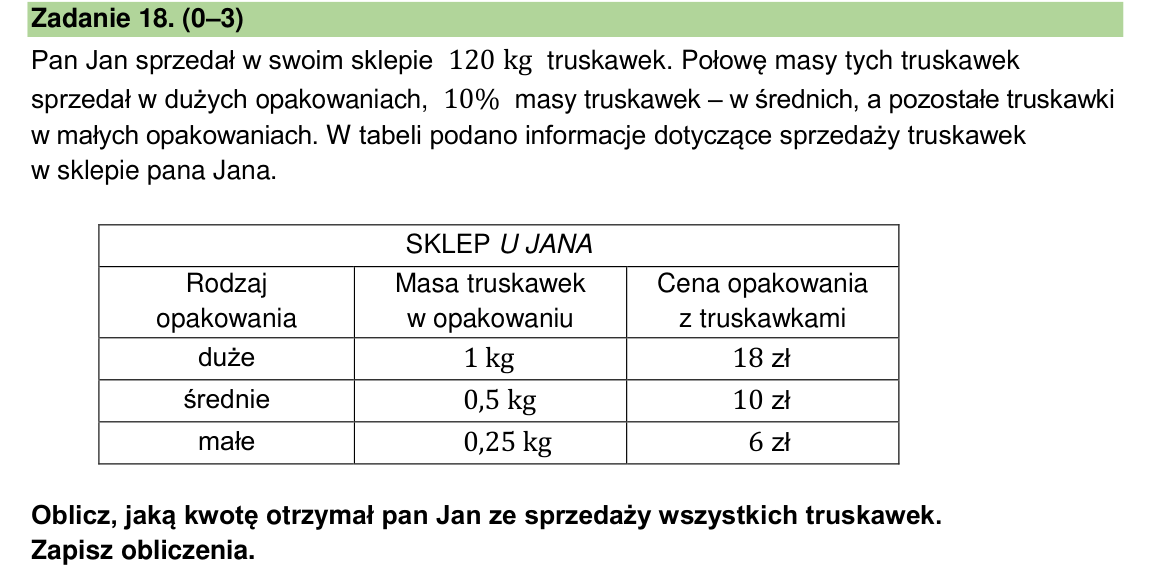 Zadanie 18. (0–3)
Pan Jan sprzedał w swoim sklepie 120 kg truskawek. Połowę masy tych truskawek
sprzedał w dużych opakowaniach, 10% masy truskawek – w średnich, a pozostałe truskawki
w małych opakowaniach. W tabeli podano informacje dotyczące sprzedaży truskawek
w sklepie pana Jana.
SKLEP U JANA
Rodzaj opakowania Masa truskawek w opakowaniu Cena opakowania z truskawkami
duże 1 kg 18 zł
średnie 0,5 kg 10 zł
małe 0,25 kg 6 zł
Oblicz, jaką kwotę otrzymał pan Jan ze sprzedaży wszystkich truskawek.
Zapisz obliczenia.